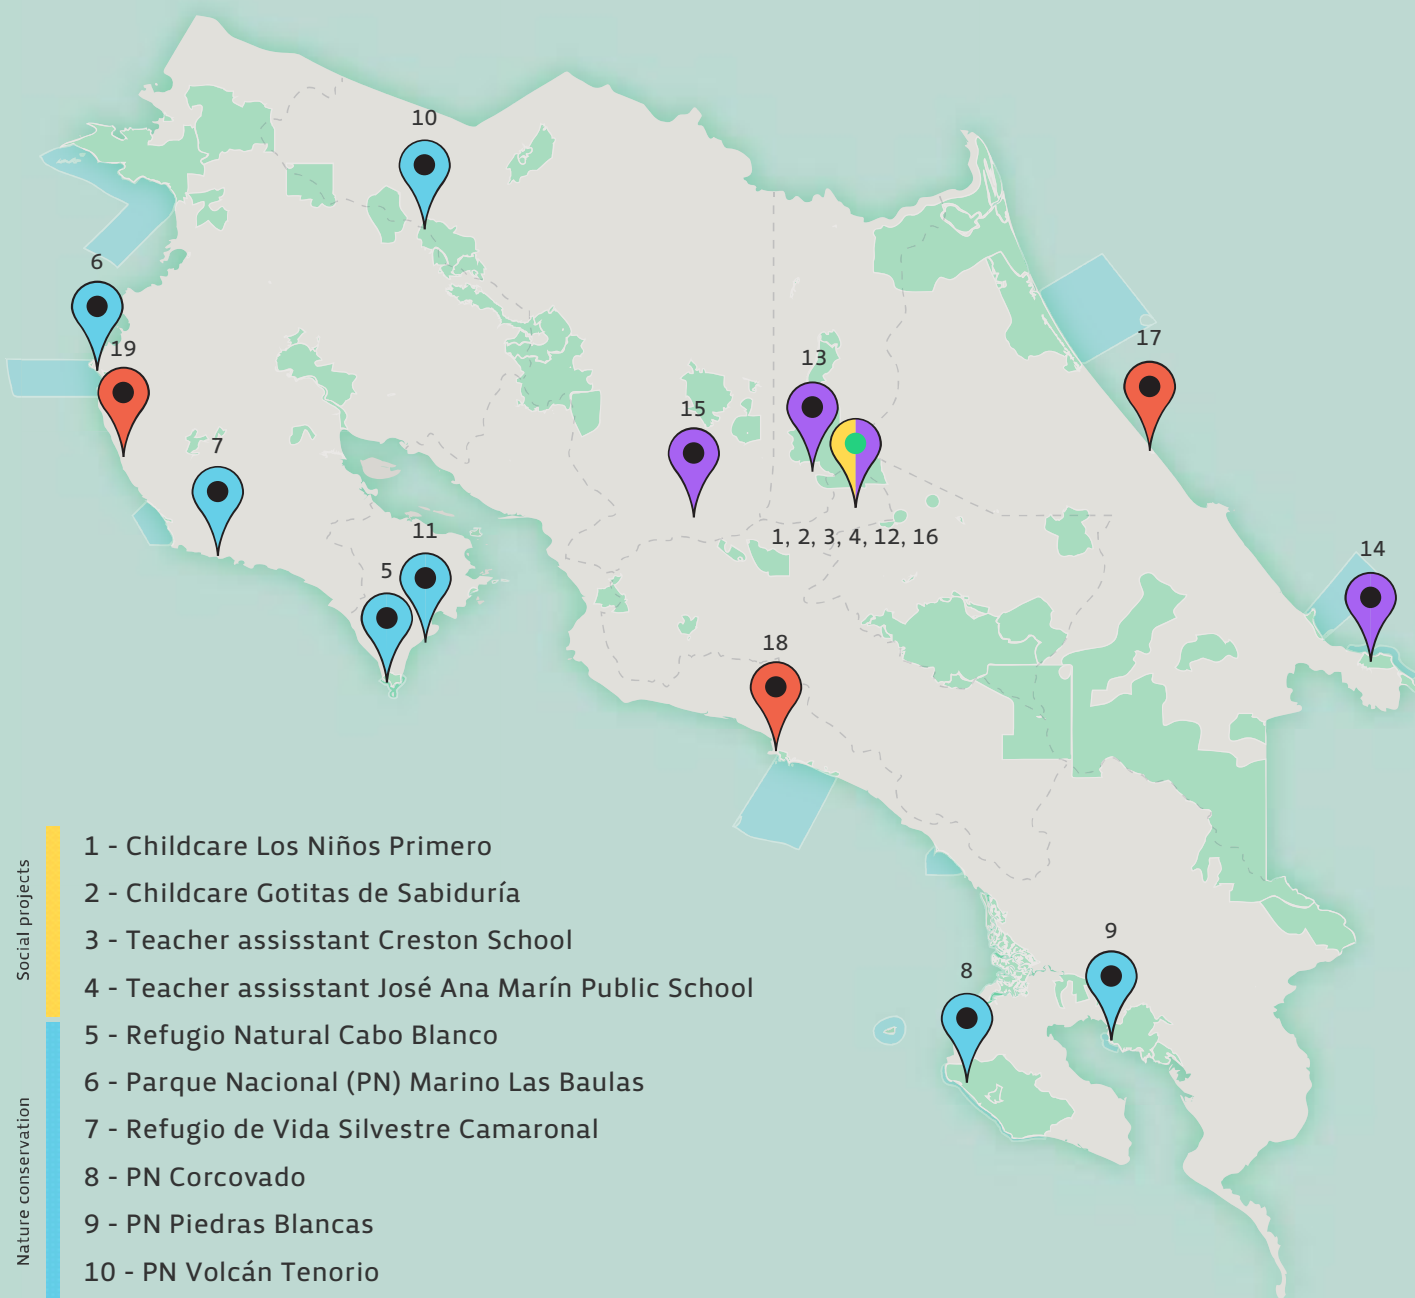 10
6
17
19
13
15
7
1, 2, 3, 4, 12, 16
11
14
5
18
9
8
Social projects
1 - Childcare Los Niños Primero
2 - Childcare Gotitas de Sabiduría
3 - Teacher assisstant Creston School
4 - Teacher assisstant José Ana Marín Public School
Nature conservation
5 - Refugio Natural Cabo Blanco
6 - Parque Nacional (PN) Marino Las Baulas
7 - Refugio de Vida Silvestre Camaronal
8 - PN Corcovado
9 - PN Piedras Blancas
10 - PN Volcán Tenorio